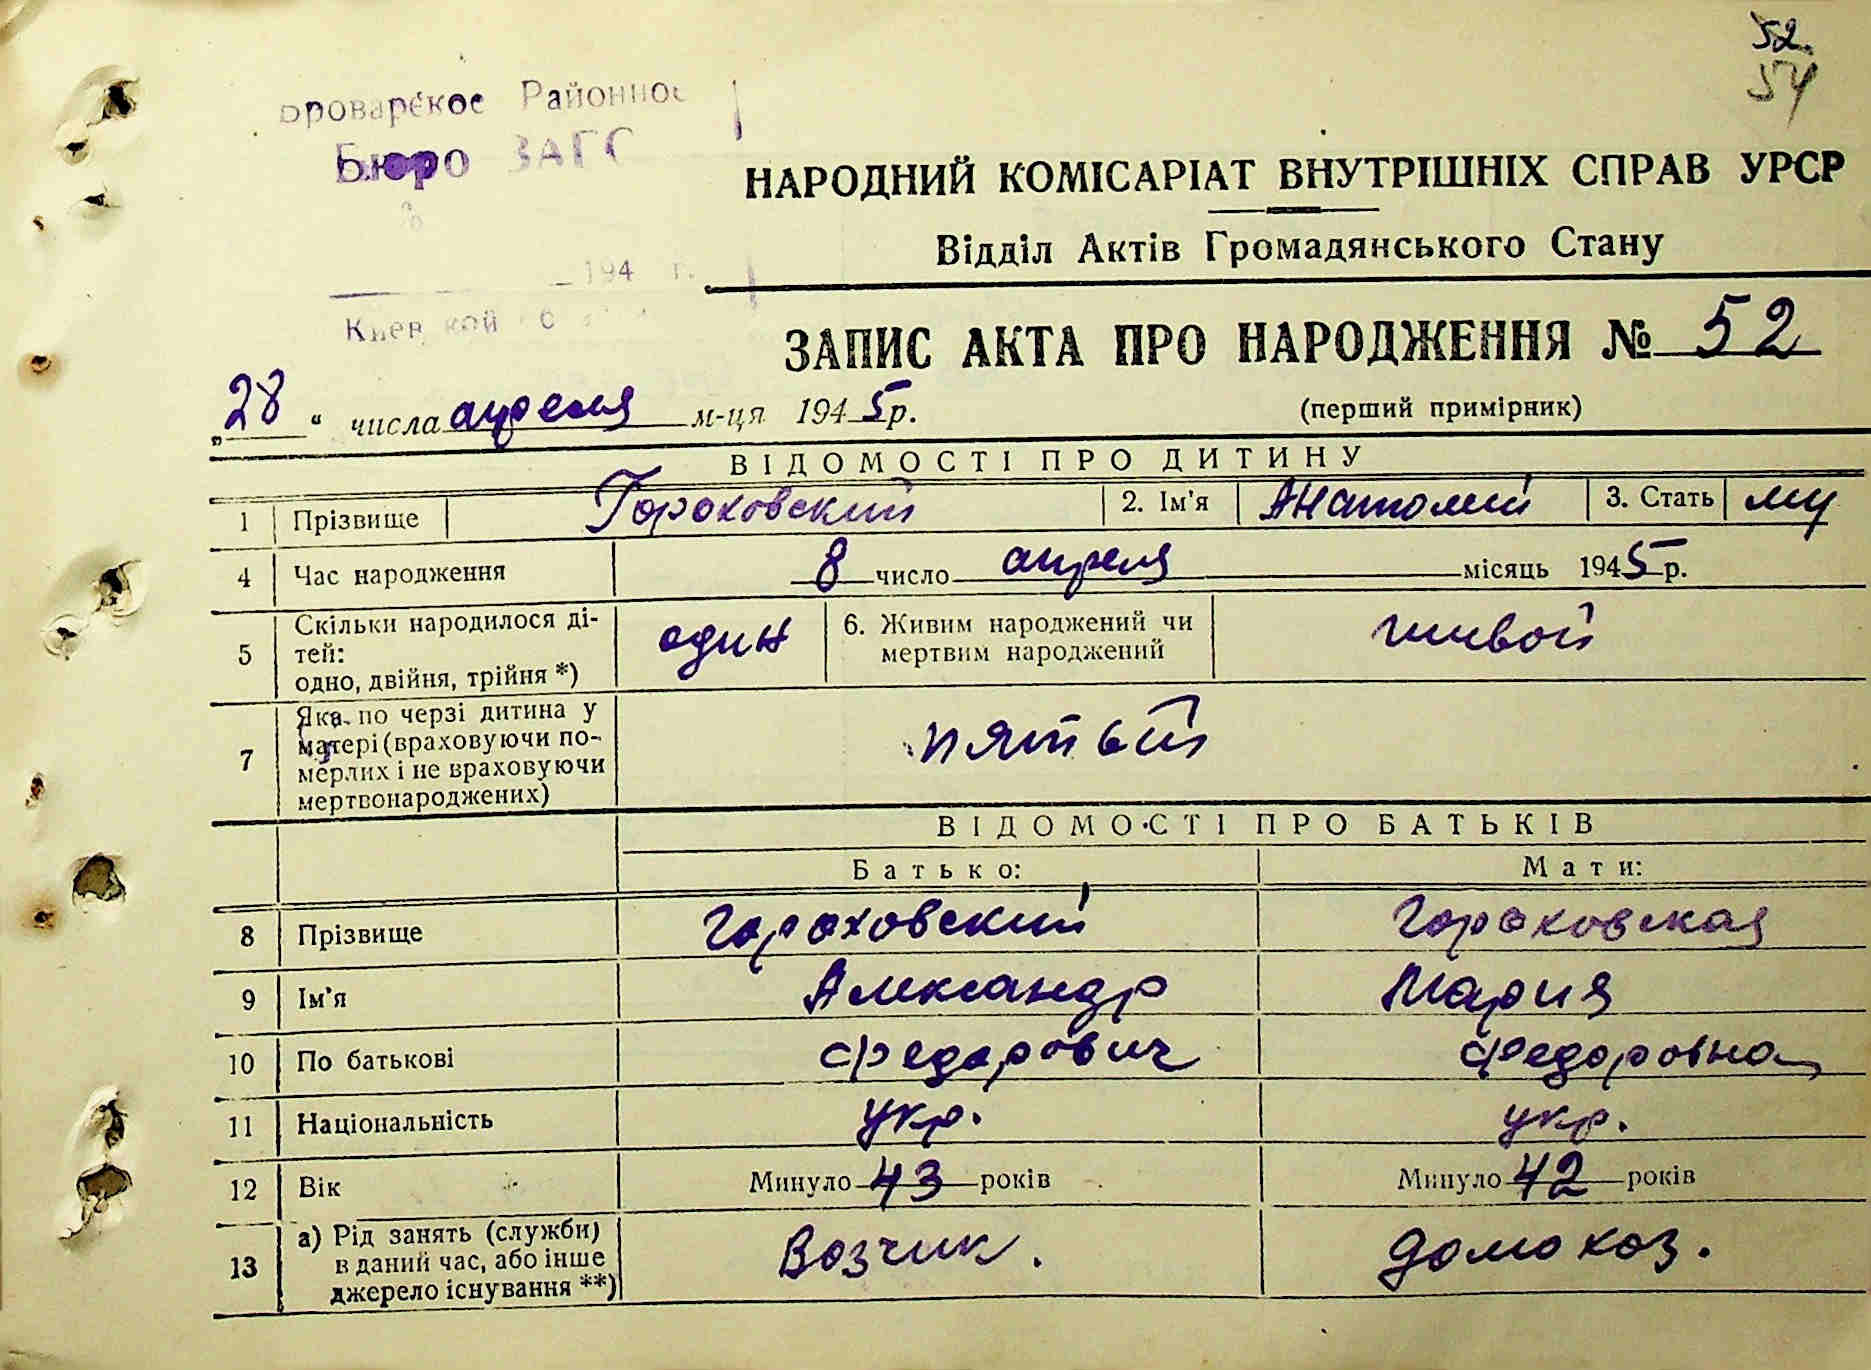 52.
54
Броварское Районное
Бюро ЗАГС
194 г.
НАРОДНИЙ КОМІСАРІАТ ВНУТРІШНІХ СПРАВ УРСР
Відділ Актів Громадянського Стану
ЗАПИС АКТА ПРО НАРОДЖЕННЯ № 52
„28“ числа апреля м-ця 1945 р.
(перший примірник)
ВІДОМОСТІ ПРО ДИТИНУ
1 Прізвище Гороховский 2. Ім'я Анатолий 3. Стать му
4 Час народження 8 число апреля місяць 1945 р.
5 Скільки народилося ді-
тей:
одно, двійня, трійня *) один
6. Живим народжений чи
мертвим народжений живой
7 Яка по черзі дитина у
матері (враховуючи по-
мерлих і не враховуючи
мертвонароджених) пятый
ВІДОМОСТІ ПРО БАТЬКІВ
Батько: Мати:
8 Прізвище Гороховский Гороховская
9 Ім'я Александр Мария
10 По батькові Федорович Федоровна
11 Національність укр. укр.
12 Вік Минуло 43 років Минуло 42 років
13 а) Рід занять (служби)
в даний час, або інше
джерело існування **) Возчик. домохоз.